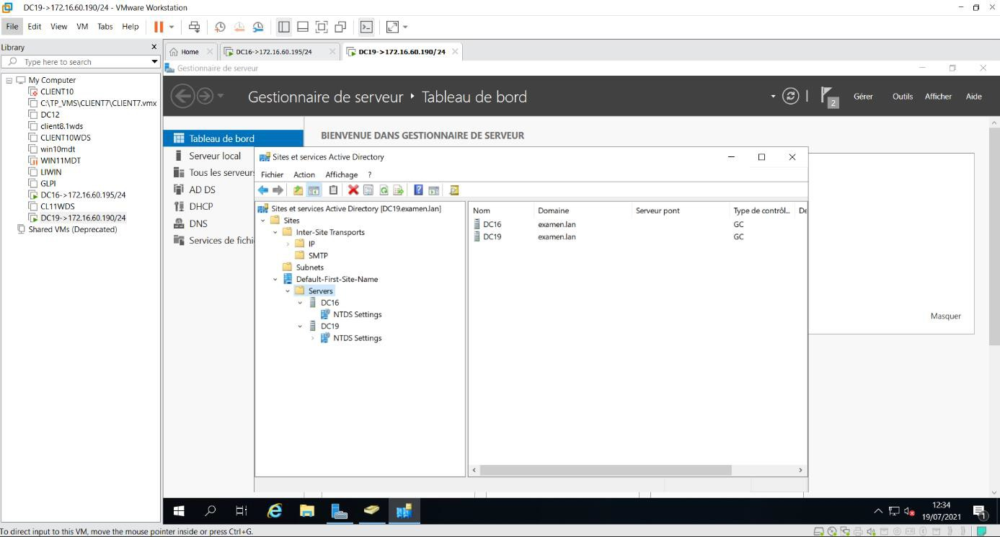 DC19->172.16.60.190/24 - VMware Workstation
File Edit View VM Tabs Help
Library
Type here to search
My Computer
CLIENT10
C:\TP_VMS\CLIENT7\CLIENT7.vmx
DC12
client8.1wds
CLIENT10WDS
win10mdt
WIN11MDT
LIWIN
GLPI
DC16->172.16.60.195/24
CL11WDS
DC19->172.16.60.190/24
Shared VMs (Deprecated)
Home DC16->172.16.60.195/24 DC19->172.16.60.190/24
Gestionnaire de serveur
Gestionnaire de serveur Tableau de bord
2 Gérer Outils Afficher Aide
Tableau de bord
Serveur local
Tous les serveurs
AD DS
DHCP
DNS
Services de fichi
BIENVENUE DANS GESTIONNAIRE DE SERVEUR
Sites et services Active Directory
Fichier Action Affichage ?
Sites et services Active Directory [DC19.examen.lan]
Sites
Inter-Site Transports
IP
SMTP
Subnets
Default-First-Site-Name
Servers
DC16
NTDS Settings
DC19
NTDS Settings
Nom Domaine Serveur pont Type de contrôl... De
DC16 examen.lan GC
DC19 examen.lan GC
Masquer
12:34
19/07/2021
1
To direct input to this VM, move the mouse pointer inside or press Ctrl+G.